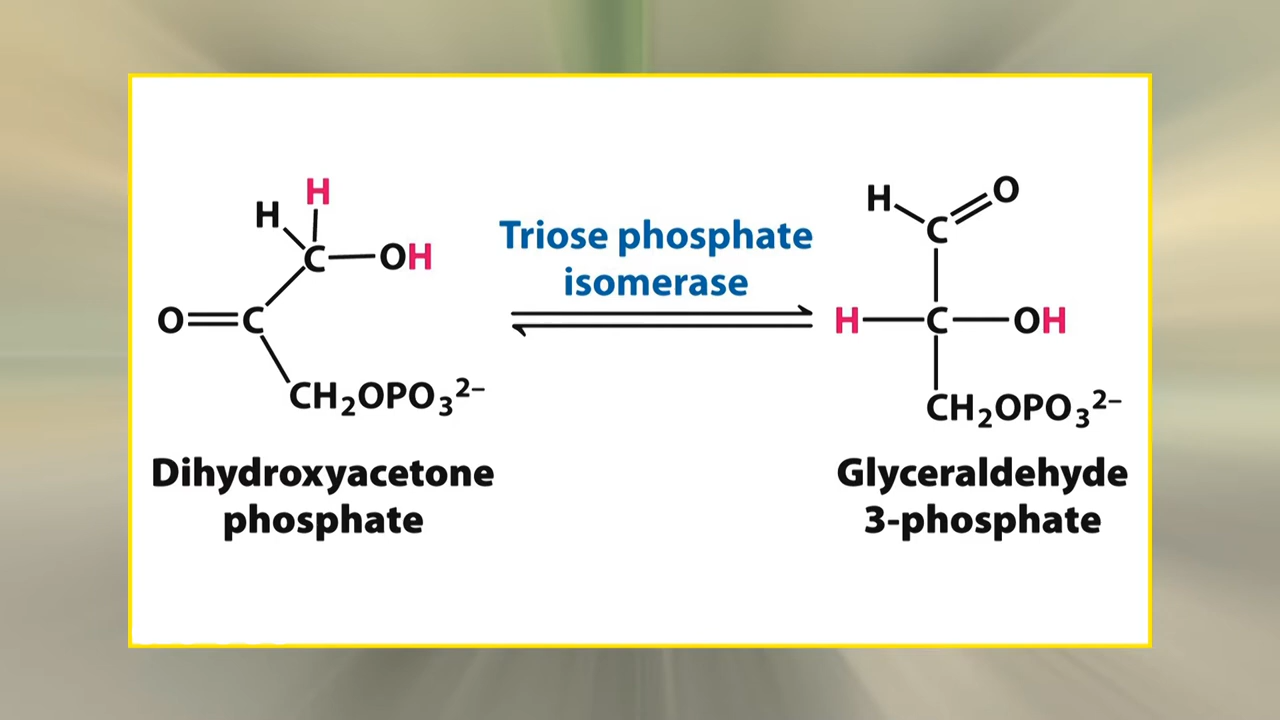 H
H
C—OH
O=C
CH₂OPO₃²⁻
Dihydroxyacetone
phosphate
Triose phosphate
isomerase
H
O
C
H—C—OH
CH₂OPO₃²⁻
Glyceraldehyde
3-phosphate